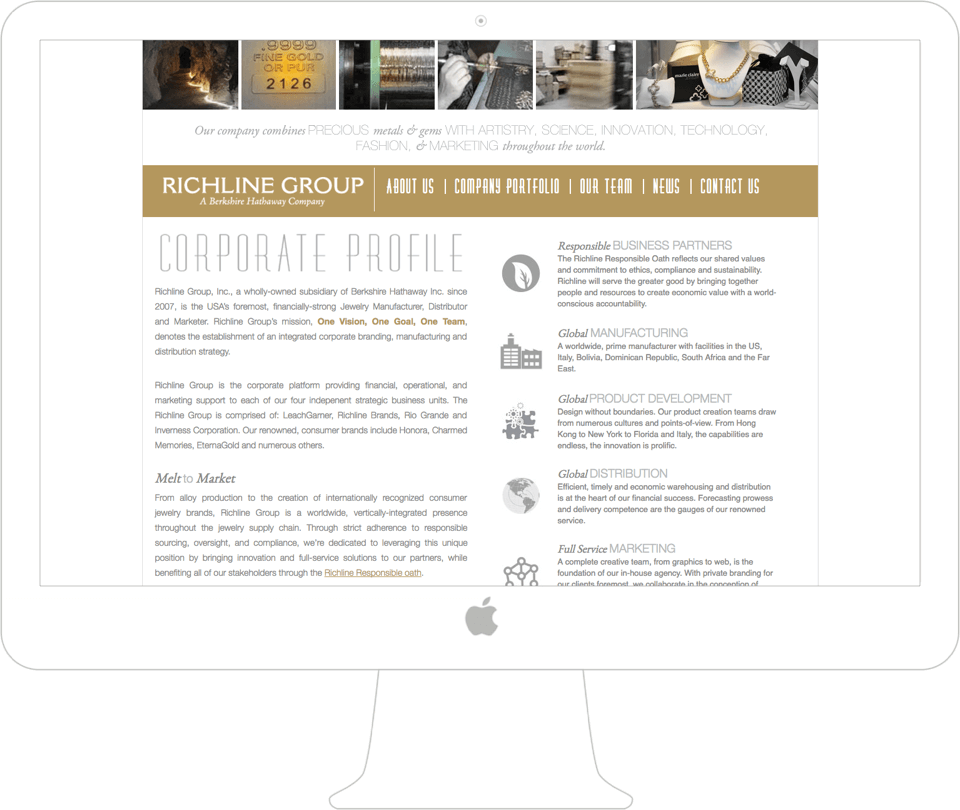 .9999
FINE GOLD
OR PUR
2126
marie claire
Our company combines PRECIOUS metals & gems WITH ARTISTRY, SCIENCE, INNOVATION, TECHNOLOGY,
FASHION, & MARKETING throughout the world.
RICHLINE GROUP
A Berkshire Hathaway Company
ABOUT US | COMPANY PORTFOLIO | OUR TEAM | NEWS | CONTACT US
CORPORATE PROFILE
Richline Group, Inc., a wholly-owned subsidiary of Berkshire Hathaway Inc. since
2007, is the USA's foremost, financially-strong Jewelry Manufacturer, Distributor
and Marketer. Richline Group's mission, One Vision, One Goal, One Team,
denotes the establishment of an integrated corporate branding, manufacturing and
distribution strategy.
Richline Group is the corporate platform providing financial, operational, and
marketing support to each of our four indepenent strategic business units. The
Richline Group is comprised of: LeachGarner, Richline Brands, Rio Grande and
Inverness Corporation. Our renowned, consumer brands include Honora, Charmed
Memories, EternaGold and numerous others.
Melt to Market
From alloy production to the creation of internationally recognized consumer
jewelry brands, Richline Group is a worldwide, vertically-integrated presence
throughout the jewelry supply chain. Through strict adherence to responsible
sourcing, oversight, and compliance, we're dedicated to leveraging this unique
position by bringing innovation and full-service solutions to our partners, while
benefiting all of our stakeholders through the Richline Responsible oath.
Responsible BUSINESS PARTNERS
The Richline Responsible Oath reflects our shared values
and commitment to ethics, compliance and sustainability.
Richline will serve the greater good by bringing together
people and resources to create economic value with a world-
conscious accountability.
Global MANUFACTURING
A worldwide, prime manufacturer with facilities in the US,
Italy, Bolivia, Dominican Republic, South Africa and the Far
East.
Global PRODUCT DEVELOPMENT
Design without boundaries. Our product creation teams draw
from numerous cultures and points-of-view. From Hong
Kong to New York to Florida and Italy, the capabilities are
endless, the innovation is prolific.
Global DISTRIBUTION
Efficient, timely and economic warehousing and distribution
is at the heart of our financial success. Forecasting prowess
and delivery competence are the gauges of our renowned
service.
Full Service MARKETING
A complete creative team, from graphics to web, is the
foundation of our in-house agency. With private branding for
our clients foremost, we collaborate in the conception of